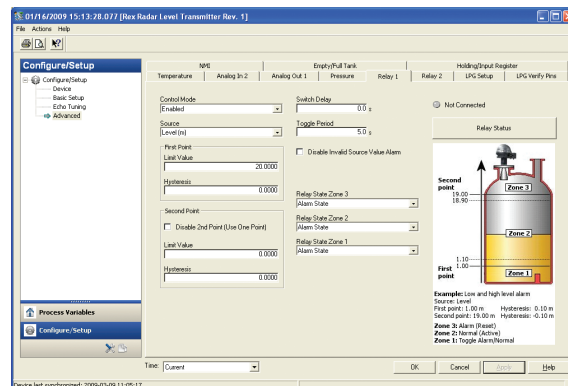 01/16/2009 15:13:28.077 [Rex Radar Level Transmitter Rev. 1]
File Actions Help
Configure/Setup
Configure/Setup
Device
Basic Setup
Echo Tuning
Advanced
Process Variables
Configure/Setup
NMI Empty/Full Tank Holding/Input Register
Temperature Analog In 2 Analog Out 1 Pressure Relay 1 Relay 2 LPG Setup LPG Verify Pins
Control Mode
Enabled
Source
Level (m)
First Point
Limit Value
20.0000
Hysteresis
0.0000
Second Point
Disable 2nd Point (Use One Point)
Limit Value
0.0000
Hysteresis
0.0000
Switch Delay
0.0 s
Toggle Period
5.0 s
Disable Invalid Source Value Alarm
Relay State Zone 3
Alarm State
Relay State Zone 2
Alarm State
Relay State Zone 1
Alarm State
Not Connected
Relay Status
Second point
19.00
18.90
Zone 3
Zone 2
1.10
1.00
First point
Zone 1
Example: Low and high level alarm
Source: Level
First point: 1.00 m Hysteresis: 0.10 m
Second point: 19.00 m Hysteresis: -0.10 m
Zone 3: Alarm (Reset)
Zone 2: Normal (Active)
Zone 1: Toggle Alarm/Normal
Time: Current
OK Cancel Apply Help
Device last synchronized: 2009-03-09 11:05:17